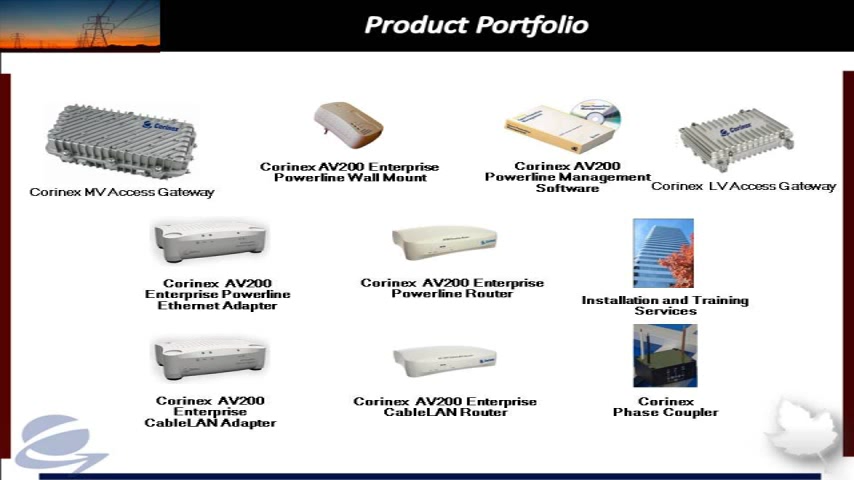 Product Portfolio
Corinex
Corinex
Corinex MV Access Gateway
Corinex AV200 Enterprise
Powerline Wall Mount
Corinex AV200
Powerline Management
Software
Corinex LV Access Gateway
Corinex AV200
Enterprise Powerline
Ethernet Adapter
Corinex AV200 Enterprise
Powerline Router
Installation and Training
Services
Corinex AV200
Enterprise
CableLAN Adapter
Corinex AV200 Enterprise
CableLAN Router
Corinex
Phase Coupler